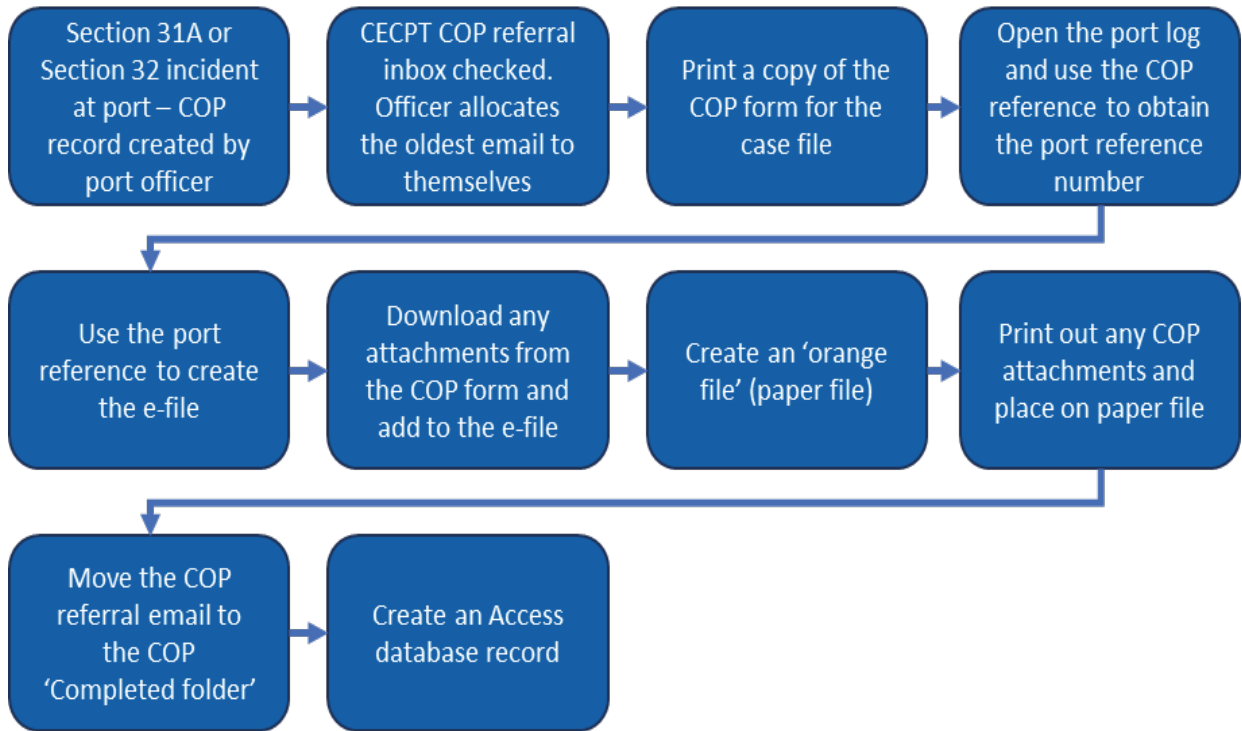 Section 31A or
Section 32 incident
at port – COP
record created by
port officer
CECPT COP referral
inbox checked.
Officer allocates
the oldest email to
themselves
Print a copy of the
COP form for the
case file
Open the port log
and use the COP
reference to obtain
the port reference
number
Use the port
reference to create
the e-file
Download any
attachments from
the COP form and
add to the e-file
Create an ‘orange
file’ (paper file)
Print out any COP
attachments and
place on paper file
Move the COP
referral email to
the COP
‘Completed folder’
Create an Access
database record